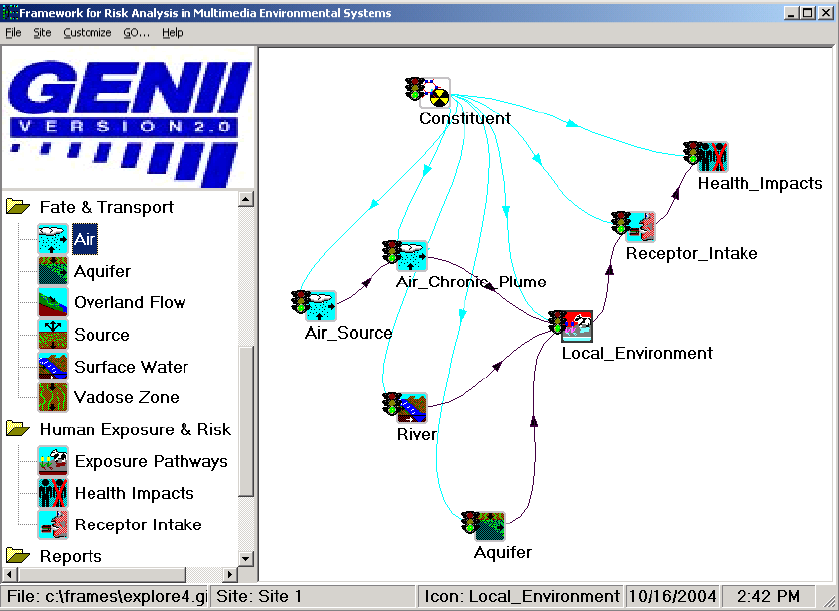 Framework for Risk Analysis in Multimedia Environmental Systems
File Site Customize GO... Help
GENII
VERSION 2.0
Fate & Transport
Air
Aquifer
Overland Flow
Source
Surface Water
Vadose Zone
Human Exposure & Risk
Exposure Pathways
Health Impacts
Receptor Intake
Reports
Constituent
Health_Impacts
Receptor_Intake
Air_Chronic_Plume
Air_Source
Local_Environment
River
Aquifer
File: c:\frames\explore4.gi Site: Site 1 Icon: Local_Environment 10/16/2004 2:42 PM